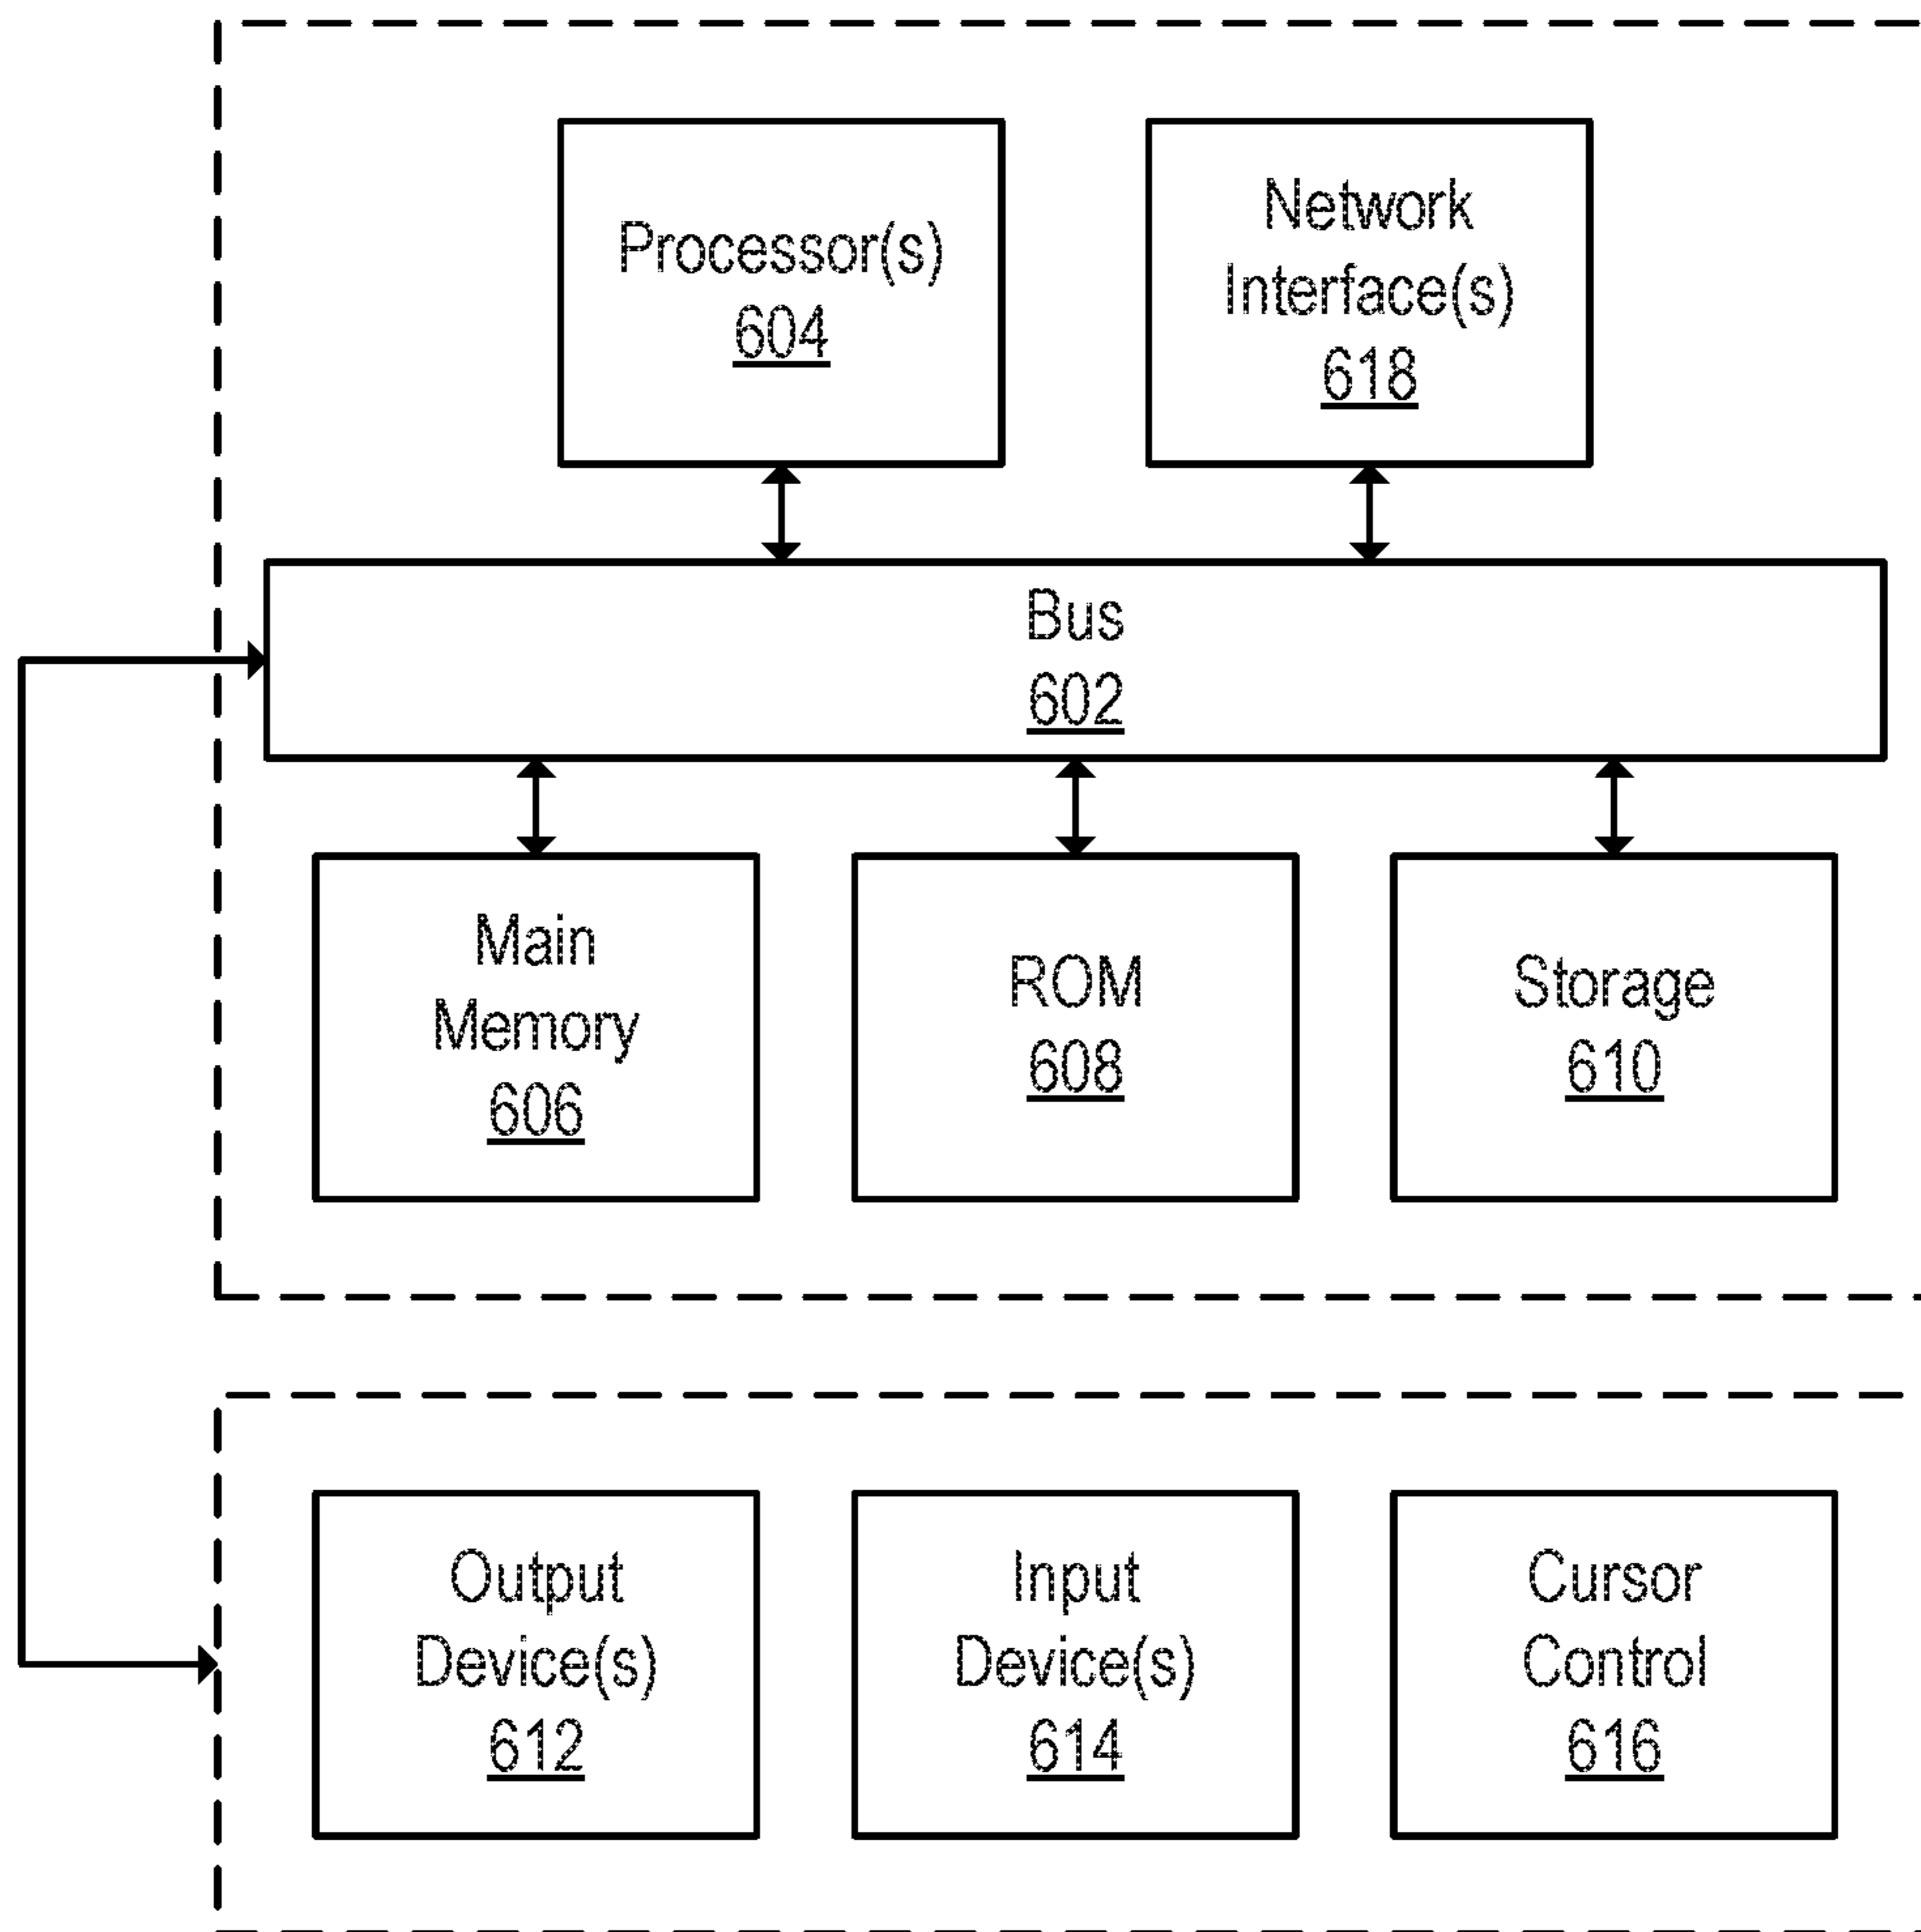 Processor(s)
604
Network
Interface(s)
618
Bus
602
Main
Memory
606
ROM
608
Storage
610
Output
Device(s)
612
Input
Device(s)
614
Cursor
Control
616